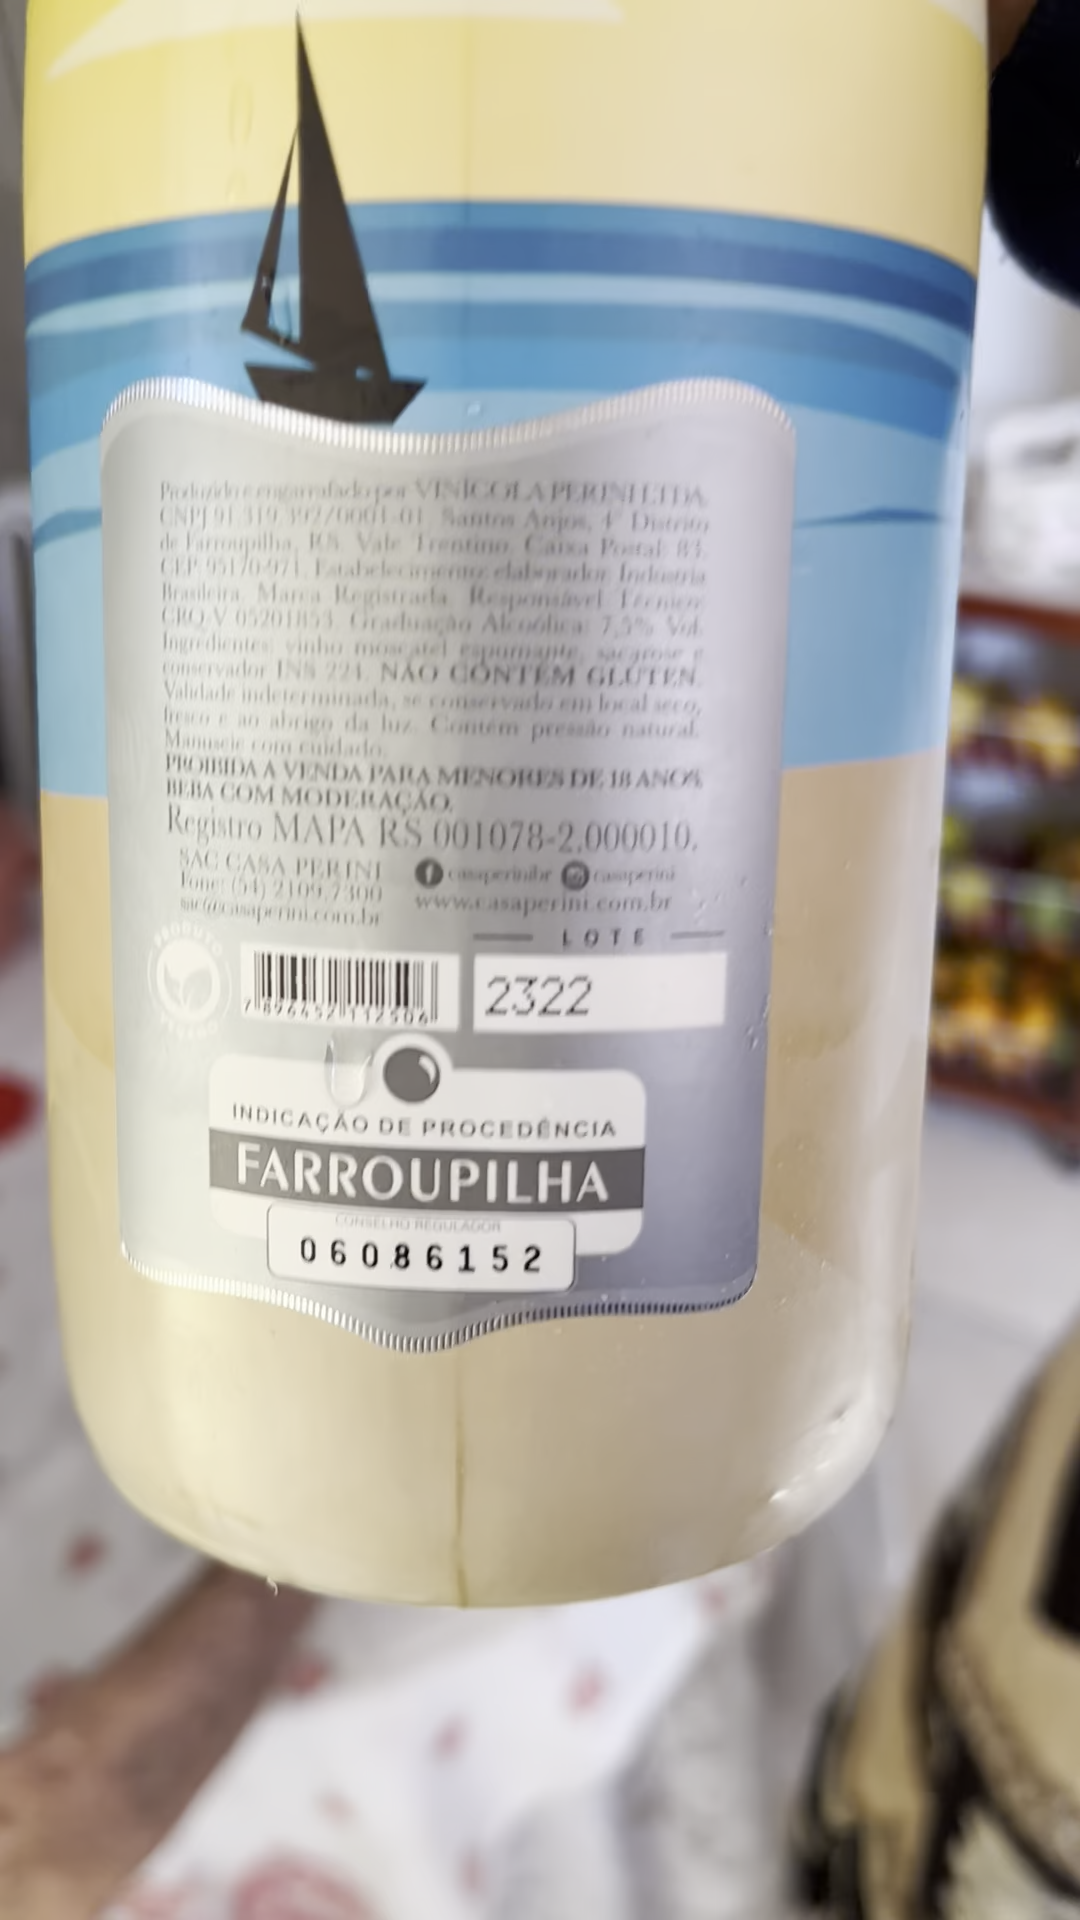 Produzido e engarrafado por VINÍCOLA PERINI LTDA.
CNPJ 91.319.392/0001-01. Santos Anjos, 4º Distrito
de Farroupilha, RS. Vale Trentino. Caixa Postal: 83.
CEP: 95170-971. Estabelecimento: elaborador. Indústria
Brasileira. Marca Registrada. Responsável Técnico:
CRQ-V 05201853. Graduação Alcoólica: 7,5% Vol.
Ingredientes: vinho moscatel espumante, sacarose e
conservador INS 224. NÃO CONTÉM GLÚTEN.
Validade indeterminada, se conservado em local seco,
fresco e ao abrigo da luz. Contém pressão natural.
Manuseie com cuidado.
PROIBIDA A VENDA PARA MENORES DE 18 ANOS.
BEBA COM MODERAÇÃO.
Registro MAPA RS 001078-2.000010.
SAC CASA PERINI
Fone: (54) 2109.7300
sac@casaperini.com.br
casaperinibr casaperini
www.casaperini.com.br
LOTE
PRODUTO
7 896452 112506
2322
INDICAÇÃO DE PROCEDÊNCIA
FARROUPILHA
CONSELHO REGULADOR
06086152